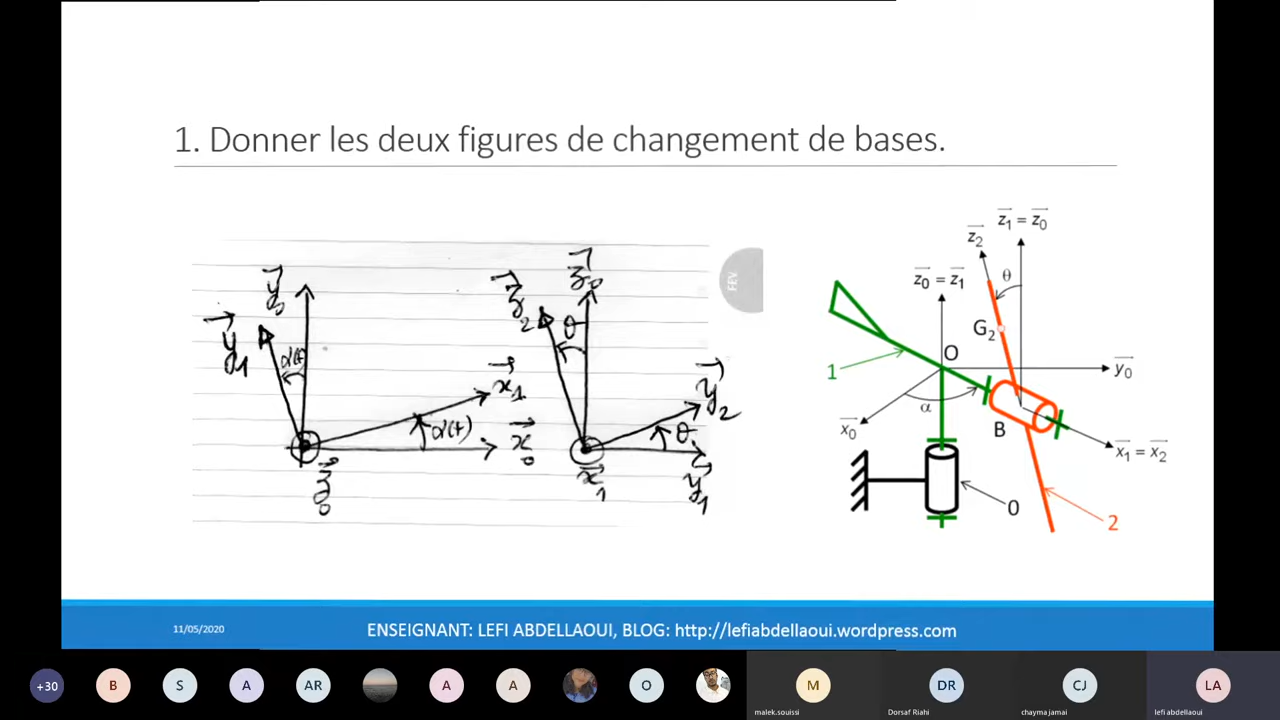 1. Donner les deux figures de changement de bases.
y0
y1
α(t)
x1
α(t)
x0
z0
z2
z0
θ
y2
θ
x1
y1
FEV
z1 = z0
z2
θ
z0 = z1
G2
O
1
y0
α
x0
B
x1 = x2
0
2
11/05/2020
ENSEIGNANT: LEFI ABDELLAOUI, BLOG: http://lefiabdellaoui.wordpress.com
+30
B
S
A
AR
A
A
O
M
DR
CJ
LA
malek.souissi
Dorsaf Riahi
chayma jamai
lefi abdellaoui